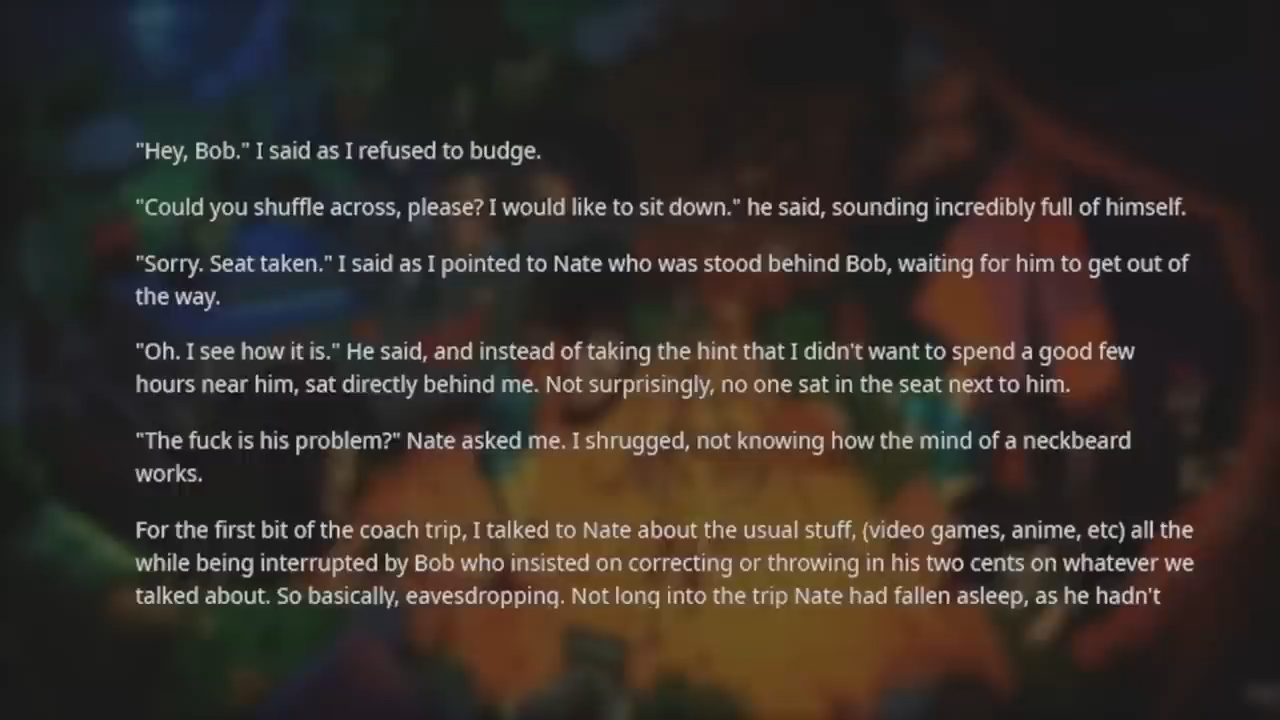 "Hey, Bob." I said as I refused to budge.
"Could you shuffle across, please? I would like to sit down." he said, sounding incredibly full of himself.
"Sorry. Seat taken." I said as I pointed to Nate who was stood behind Bob, waiting for him to get out of
the way.
"Oh. I see how it is." He said, and instead of taking the hint that I didn't want to spend a good few
hours near him, sat directly behind me. Not surprisingly, no one sat in the seat next to him.
"The fuck is his problem?" Nate asked me. I shrugged, not knowing how the mind of a neckbeard
works.
For the first bit of the coach trip, I talked to Nate about the usual stuff, (video games, anime, etc) all the
while being interrupted by Bob who insisted on correcting or throwing in his two cents on whatever we
talked about. So basically, eavesdropping. Not long into the trip Nate had fallen asleep, as he hadn't